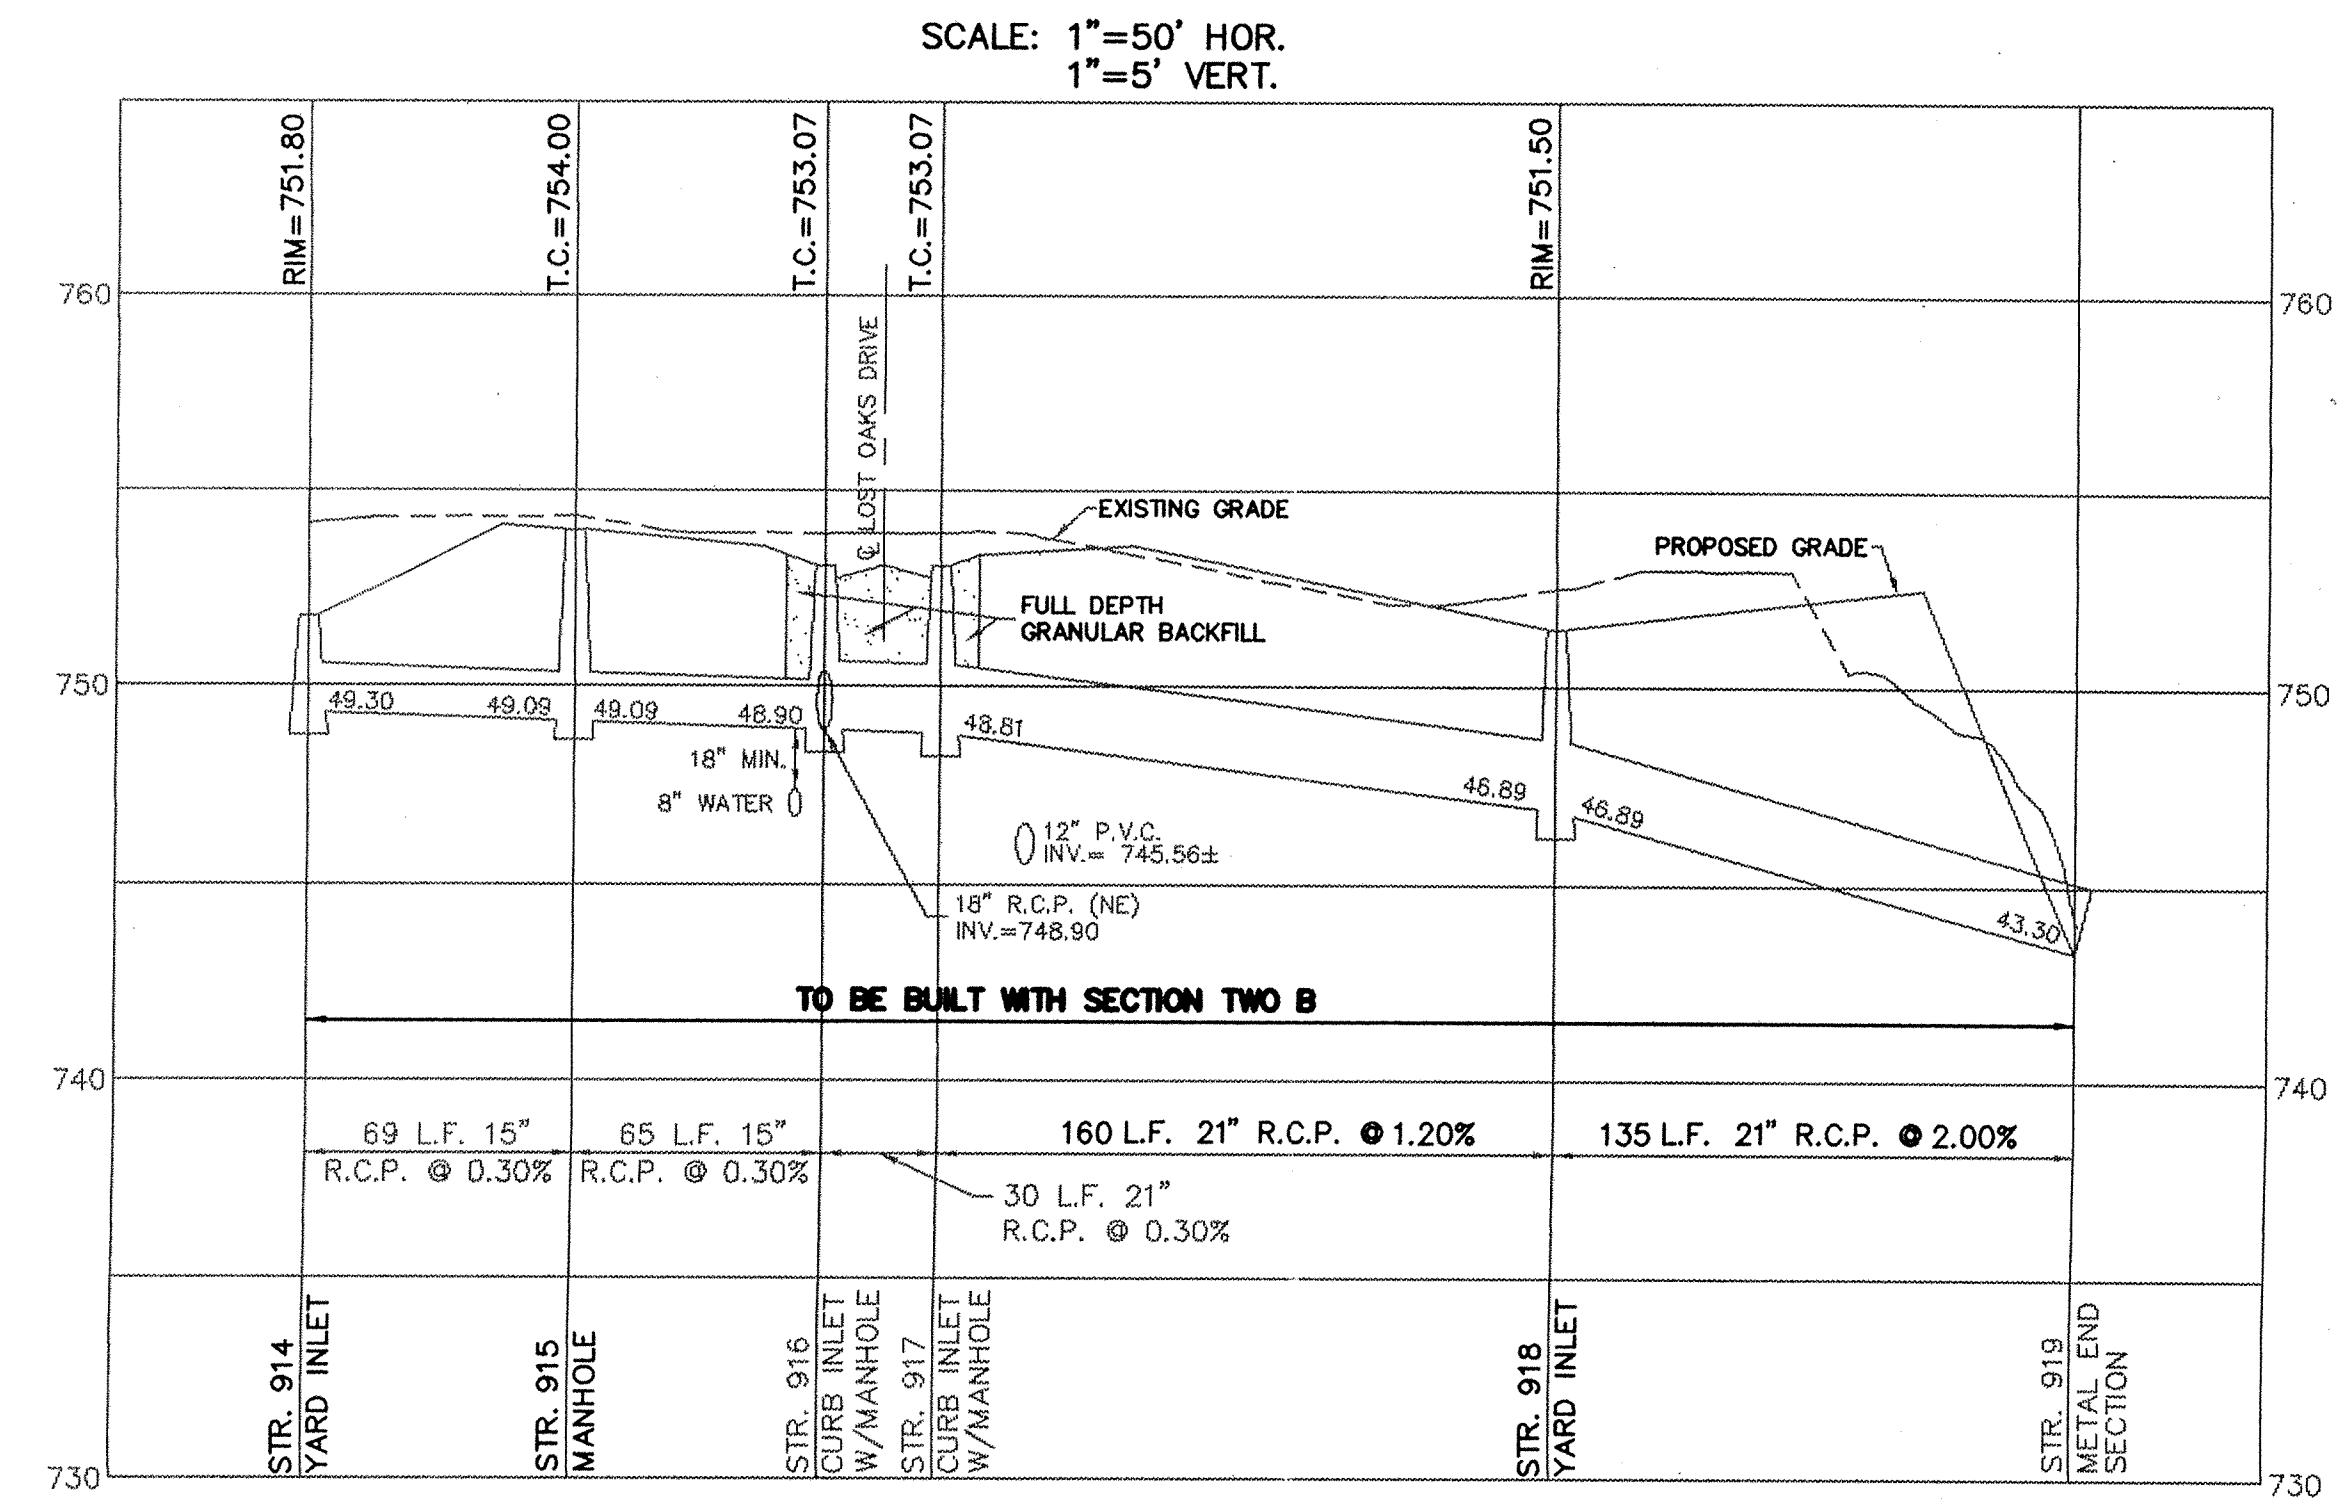 SCALE: 1"=50' HOR.
1"=5' VERT.
RIM=751.80
T.C.=754.00
T.C.=753.07
T.C.=753.07
RIM=751.50
760
760
℄ LOST OAKS DRIVE
EXISTING GRADE
PROPOSED GRADE
FULL DEPTH
GRANULAR BACKFILL
750
750
49.30
49.09
49.09
48.90
48.81
46.89
46.89
43.30
18" MIN.
8" WATER
12" P.V.C.
INV.= 745.56±
18" R.C.P. (NE)
INV.=748.90
TO BE BUILT WITH SECTION TWO B
740
740
69 L.F. 15"
R.C.P. @ 0.30%
65 L.F. 15"
R.C.P. @ 0.30%
160 L.F. 21" R.C.P. @ 1.20%
135 L.F. 21" R.C.P. @ 2.00%
30 L.F. 21"
R.C.P. @ 0.30%
STR. 914
YARD INLET
STR. 915
MANHOLE
STR. 916
CURB INLET
W/MANHOLE
STR. 917
CURB INLET
W/MANHOLE
STR. 918
YARD INLET
STR. 919
METAL END
SECTION
730
730